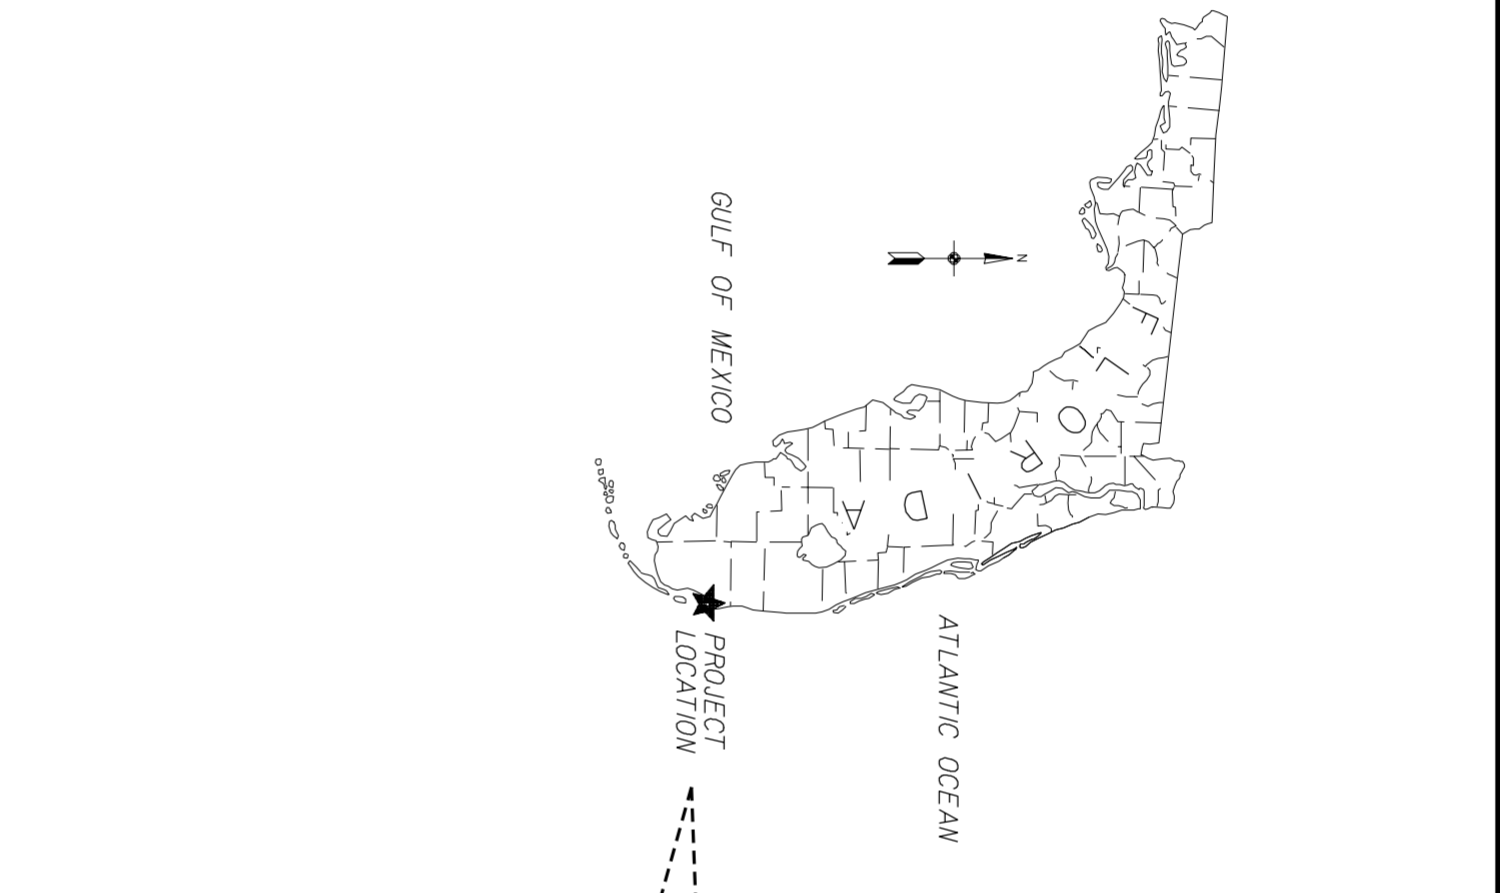 GULF OF MEXICO
N
FLORIDA
ATLANTIC OCEAN
PROJECT
LOCATION